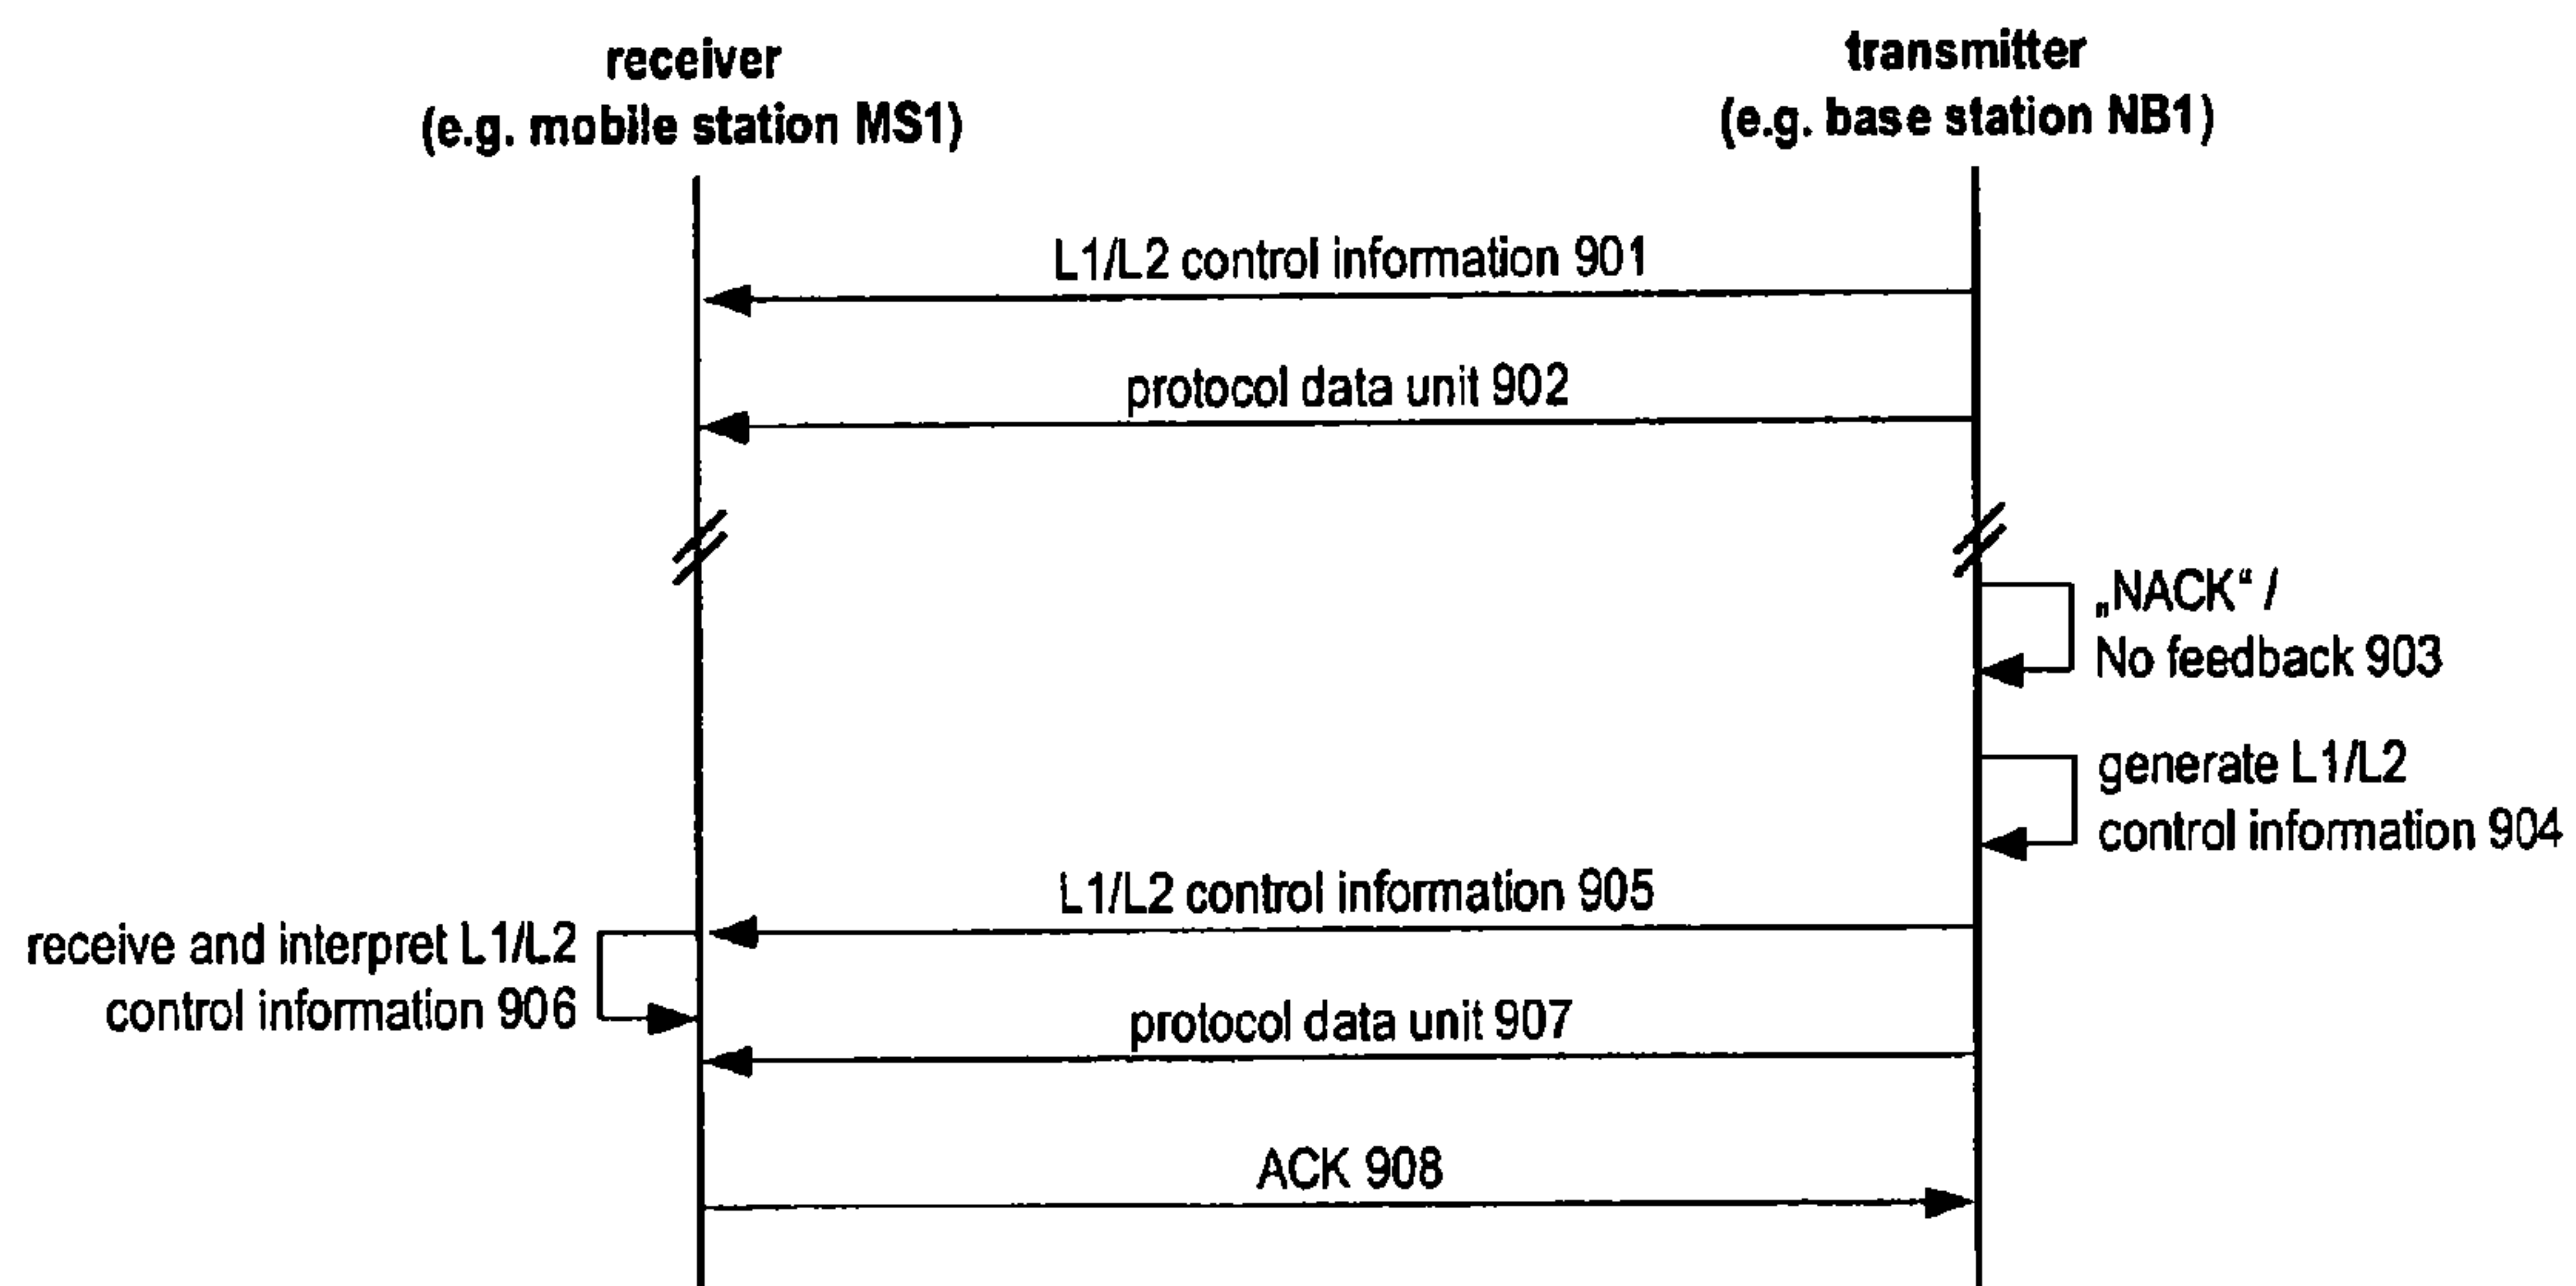 receiver
(e.g. mobile station MS1)
transmitter
(e.g. base station NB1)
L1/L2 control information 901
protocol data unit 902
„NACK“ /
No feedback 903
generate L1/L2
control information 904
L1/L2 control information 905
receive and interpret L1/L2
control information 906
protocol data unit 907
ACK 908